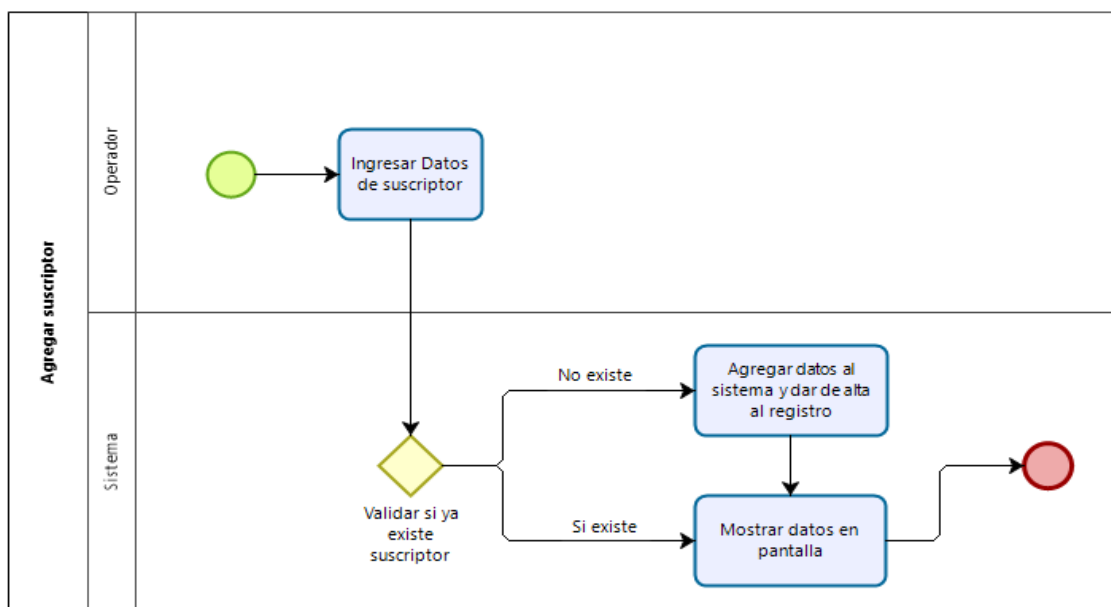 Agregar suscriptor
Operador
Ingresar Datos
de suscriptor
Sistema
Validar si ya
existe
suscriptor
No existe
Agregar datos al
sistema y dar de alta
al registro
Si existe
Mostrar datos en
pantalla